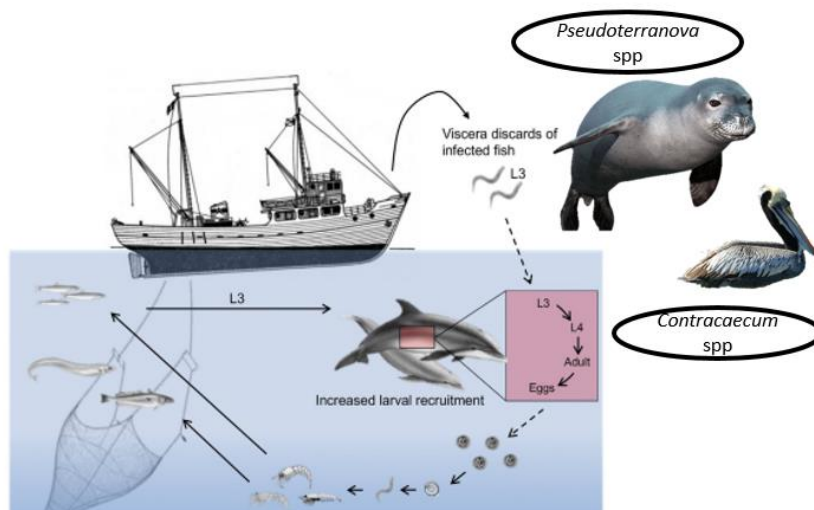 Pseudoterranova
spp
Viscera discards of
infected fish
L3
L3
L3
L4
Adult
Eggs
Increased larval recruitment
Contracaecum
spp